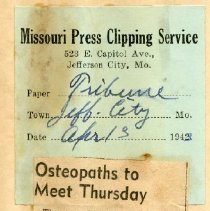 Missouri Press Clipping Service
523 E. Capitol Ave.,
Jefferson City, Mo.
Paper Tribune
Town Jeff City Mo.
Date Apr 13 1942
Osteopaths to
Meet Thursday